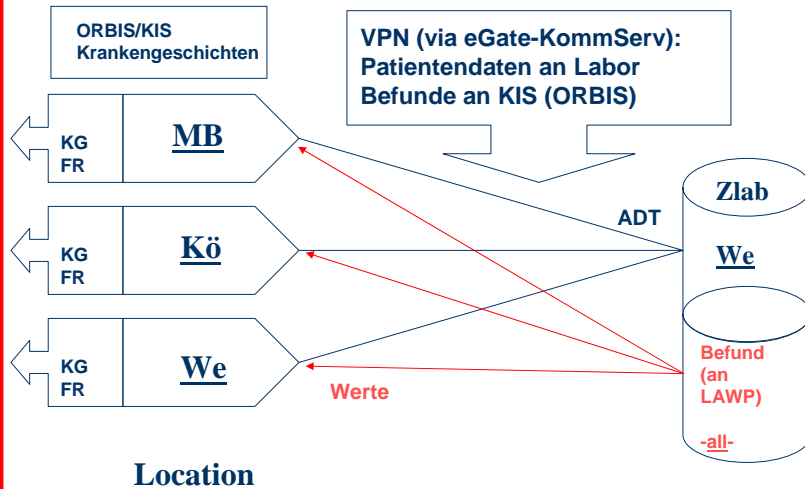 ORBIS/KIS
Krankengeschichten
VPN (via eGate-KommServ):
Patientendaten an Labor
Befunde an KIS (ORBIS)
KG
FR
MB
Zlab
ADT
KG
FR
Kö
We
KG
FR
We
Werte
Befund
(an
LAWP)
-all-
Location